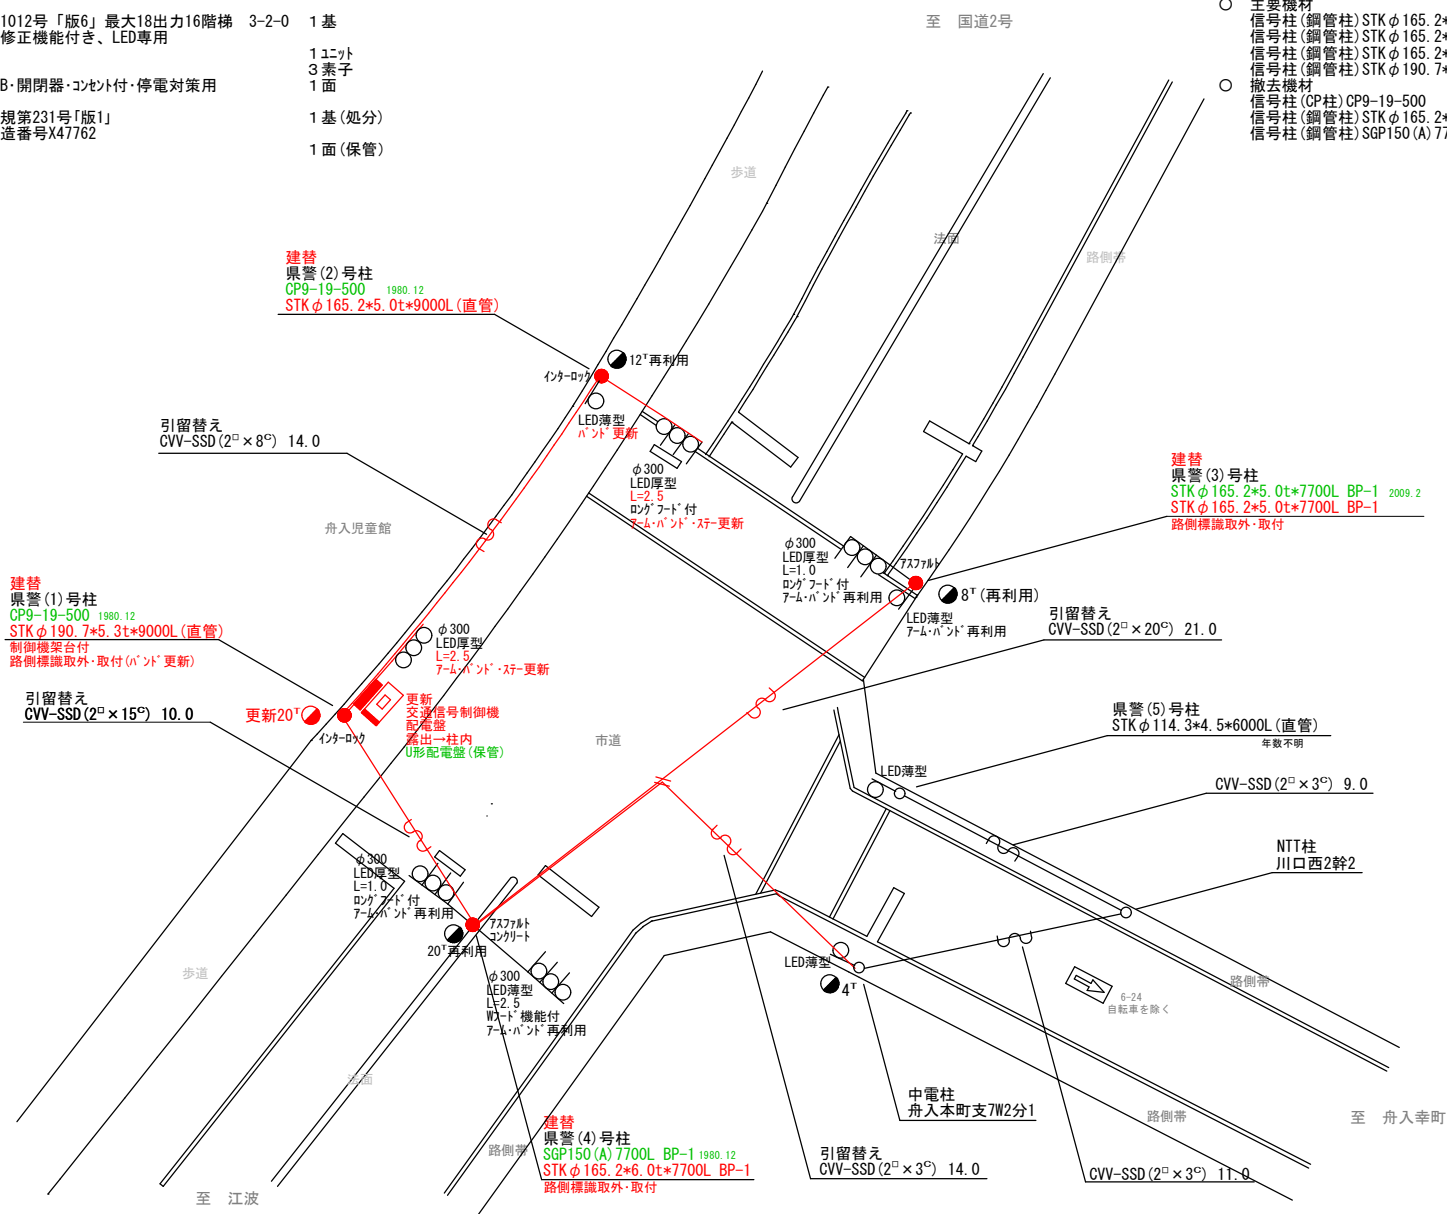 1012号「版6」最大18出力16階梯　3-2-0　1基
修正機能付き、LED専用
1ユニット
3素子
B・開閉器・コンセント付・停電対策用　1面
規第231号「版1」　1基(処分)
造番号X47762
1面(保管)
至　国道2号
○　主要機材
信号柱(鋼管柱)STKφ165.2*
信号柱(鋼管柱)STKφ165.2*
信号柱(鋼管柱)STKφ165.2*
信号柱(鋼管柱)STKφ190.7*
○　撤去機材
信号柱(CP柱)CP9-19-500
信号柱(鋼管柱)STKφ165.2*
信号柱(鋼管柱)SGP150(A)77
歩道
法面
路側帯
建替
県警(2)号柱
CP9-19-500　1980.12
STKφ165.2*5.0t*9000L(直管)
12ᵀ再利用
インターロック
LED薄型
バンド更新
引留替え
CVV-SSD(2□×8ᶜ) 14.0
φ300
LED厚型
L=2.5
ロングフード付
アーム・バンド・ステー更新
建替
県警(3)号柱
STKφ165.2*5.0t*7700L BP-1　2009.2
STKφ165.2*5.0t*7700L BP-1
路側標識取外・取付
舟入児童館
φ300
LED厚型
L=1.0
ロングフード付
アーム・バンド再利用
アスファルト
8ᵀ(再利用)
LED薄型
アーム・バンド再利用
引留替え
CVV-SSD(2□×20ᶜ) 21.0
建替
県警(1)号柱
CP9-19-500　1980.12
STKφ190.7*5.3t*9000L(直管)
制御機架台付
路側標識取外・取付(バンド更新)
φ300
LED厚型
L=2.5
アーム・バンド・ステー更新
引留替え
CVV-SSD(2□×15ᶜ) 10.0
更新20ᵀ
インターロック
更新
交通信号制御機
配電盤
露出→柱内
U形配電盤(保管)
市道
県警(5)号柱
STKφ114.3*4.5*6000L(直管)
年数不明
LED薄型
CVV-SSD(2□×3ᶜ) 9.0
NTT柱
川口西2幹2
φ300
LED厚型
L=1.0
ロングフード付
アーム・バンド再利用
アスファルト
コンクリート
20ᵀ再利用
φ300
LED薄型
L=2.5
Wフード機能付
アーム・バンド再利用
LED薄型
4ᵀ
歩道
路側帯
6-24
自転車を除く
法面
中電柱
舟入本町支7W2分1
路側帯
至　舟入幸町
建替
県警(4)号柱
SGP150(A)7700L BP-1　1980.12
STKφ165.2*6.0t*7700L BP-1
路側標識取外・取付
路側帯
引留替え
CVV-SSD(2□×3ᶜ) 14.0
CVV-SSD(2□×3ᶜ) 11.0
至　江波